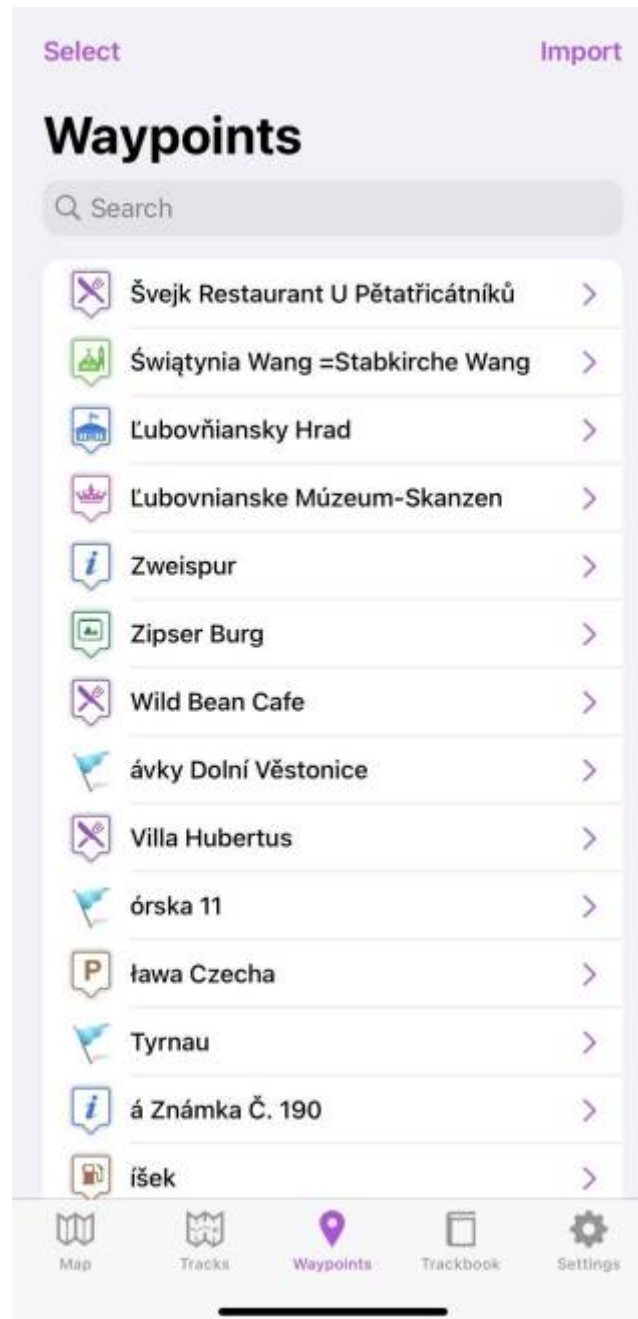 Select
Import
Waypoints
Search
Švejk Restaurant U Pětatřicátníků
Świątynia Wang =Stabkirche Wang
Ľubovňiansky Hrad
Ľubovnianske Múzeum-Skanzen
Zweispur
Zipser Burg
Wild Bean Cafe
ávky Dolní Věstonice
Villa Hubertus
órska 11
P
ława Czecha
Tyrnau
á Známka Č. 190
íšek
Map
Tracks
Waypoints
Trackbook
Settings